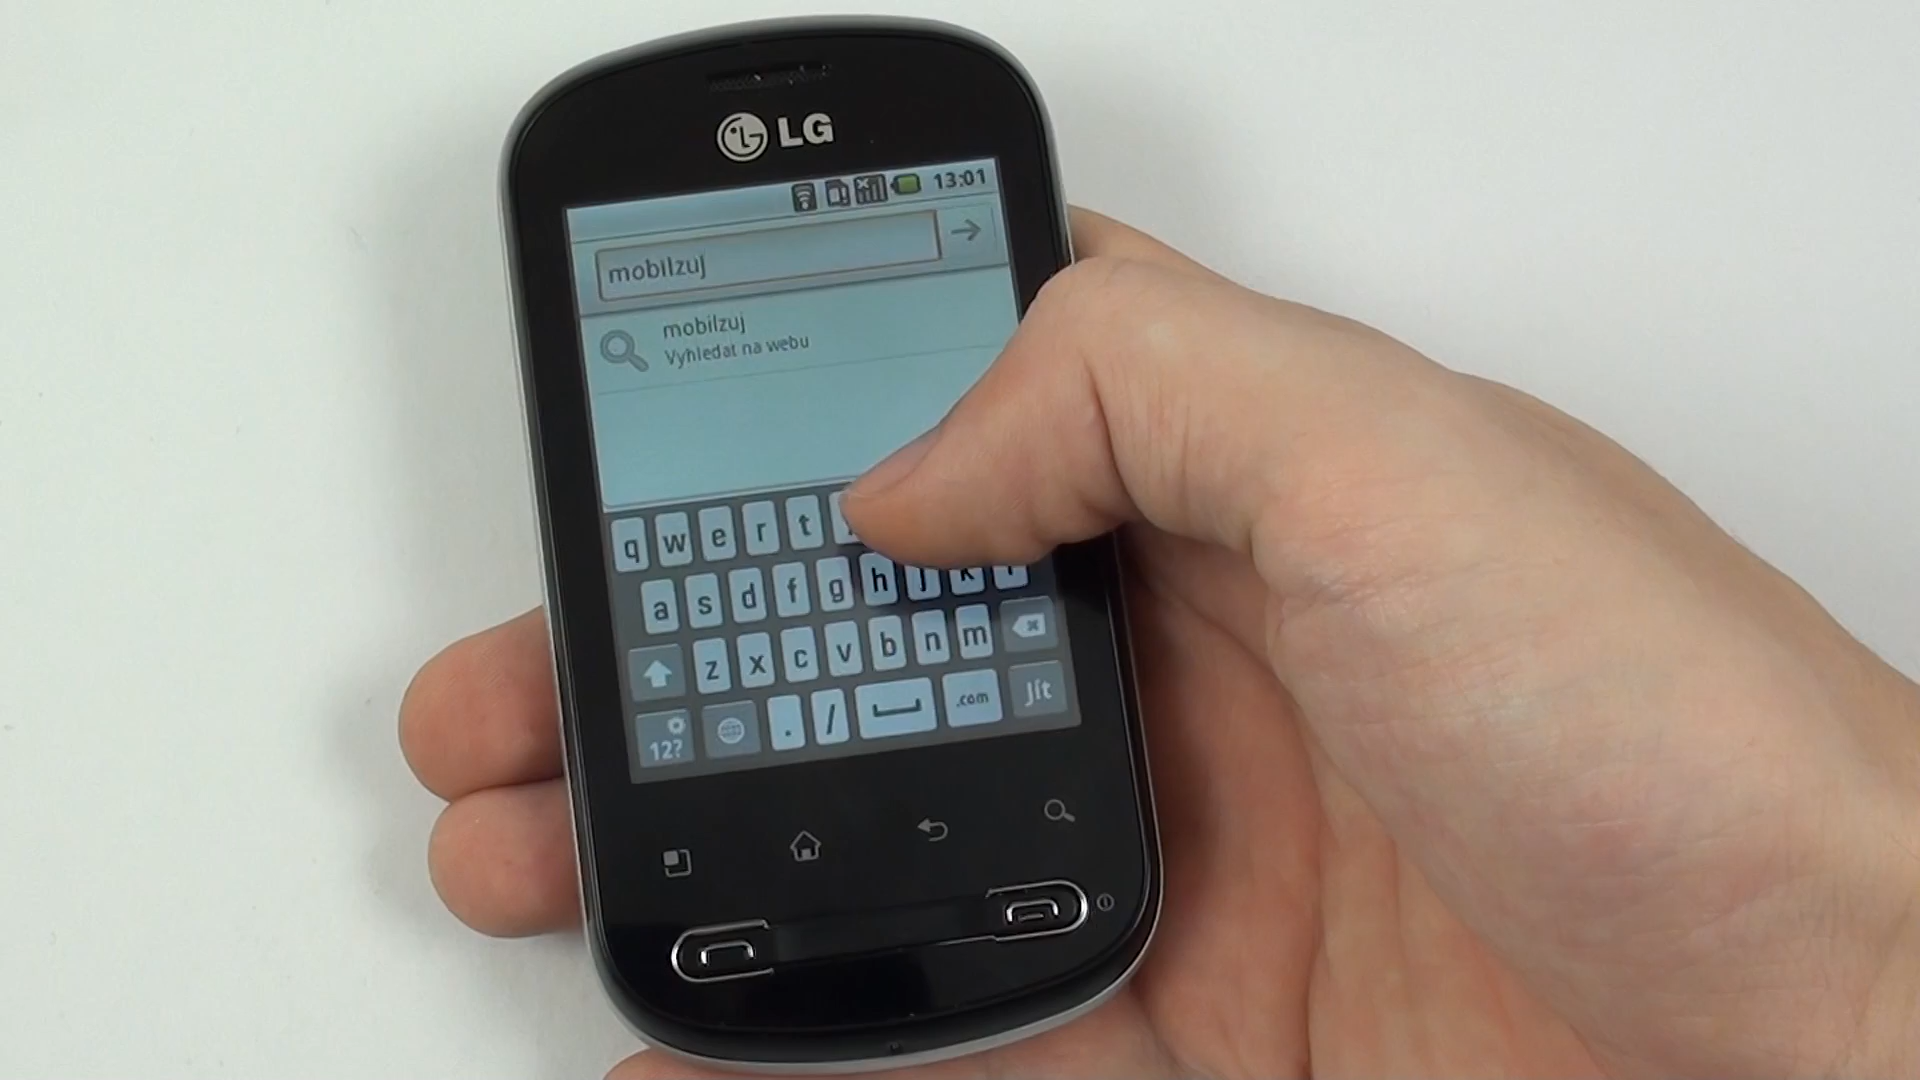 LG
13:01
mobilzuj
mobilzuj
Vyhledat na webu
q w e r t
a s d f g h j k l
z x c v b n m
12? . / .com Jít